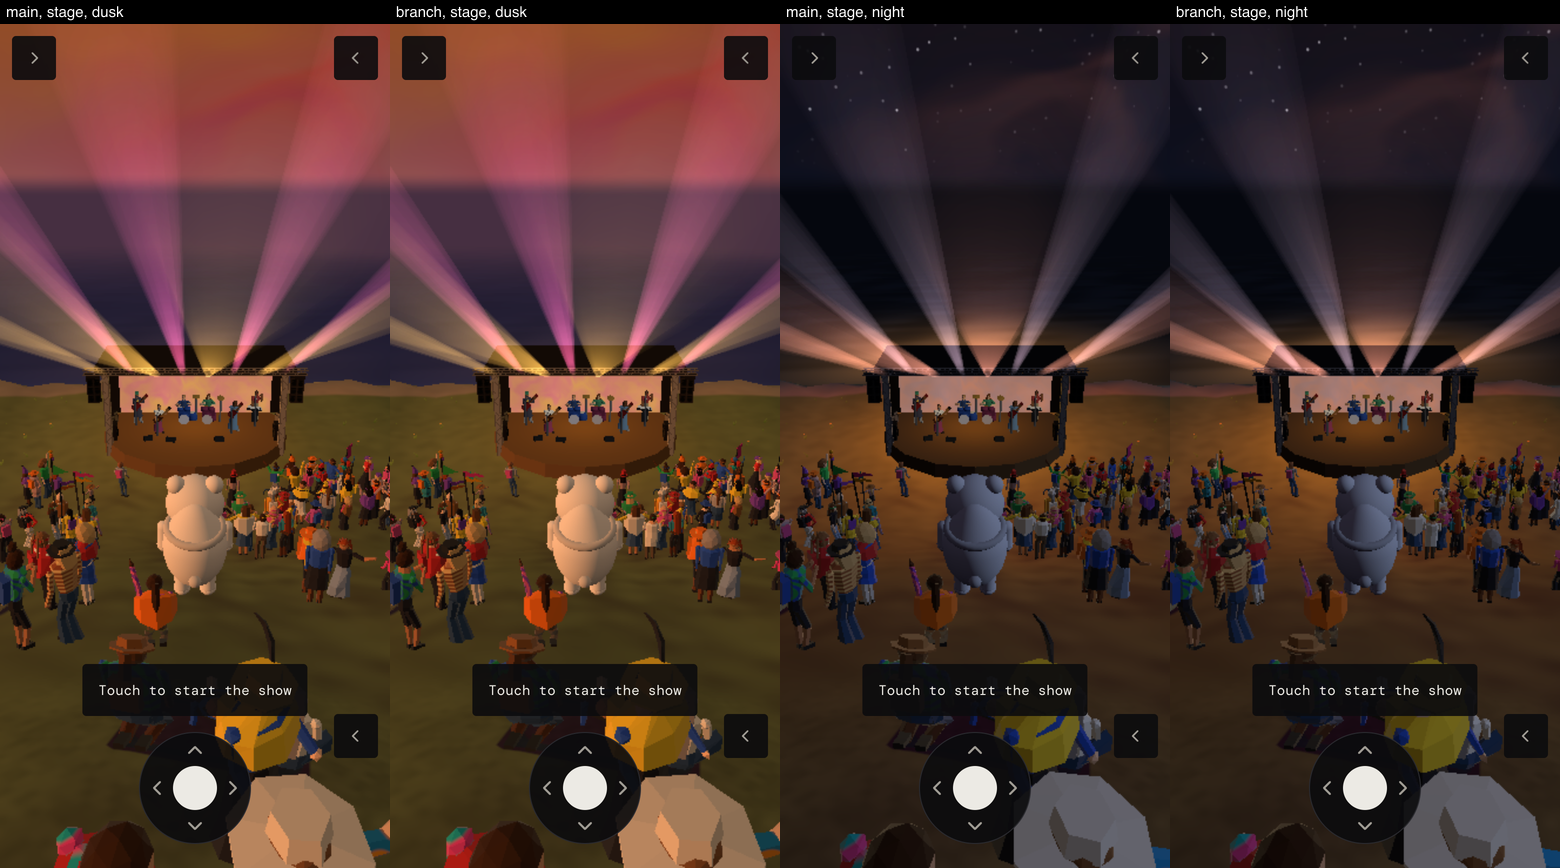 main, stage, dusk
branch, stage, dusk
main, stage, night
branch, stage, night
Touch to start the show
Touch to start the show
Touch to start the show
Touch to start the show